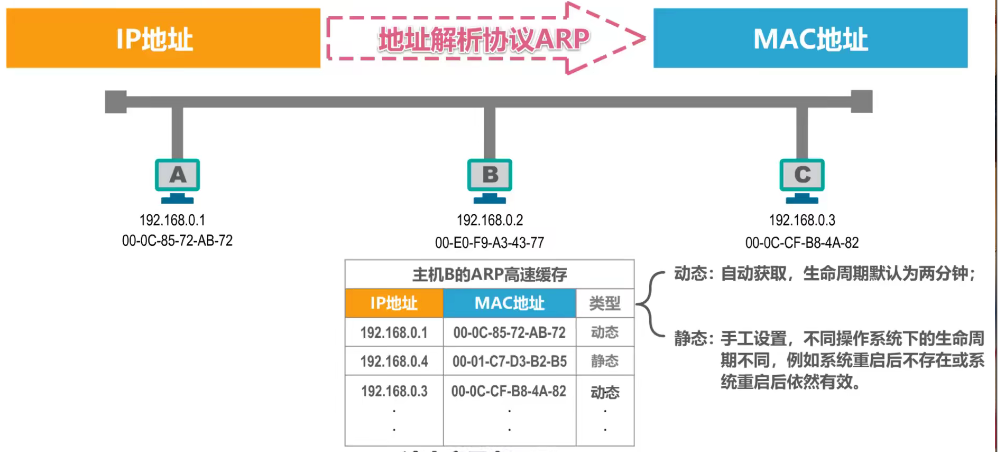 IP地址
地址解析协议ARP
MAC地址
A
B
C
192.168.0.1
00-0C-85-72-AB-72
192.168.0.2
00-E0-F9-A3-43-77
192.168.0.3
00-0C-CF-B8-4A-82
主机B的ARP高速缓存
IP地址 MAC地址 类型
192.168.0.1 00-0C-85-72-AB-72 动态
192.168.0.4 00-01-C7-D3-B2-B5 静态
192.168.0.3 00-0C-CF-B8-4A-82 动态
. . .
. . .
动态：自动获取，生命周期默认为两分钟；
静态：手工设置，不同操作系统下的生命周
期不同，例如系统重启后不存在或系
统重启后依然有效。